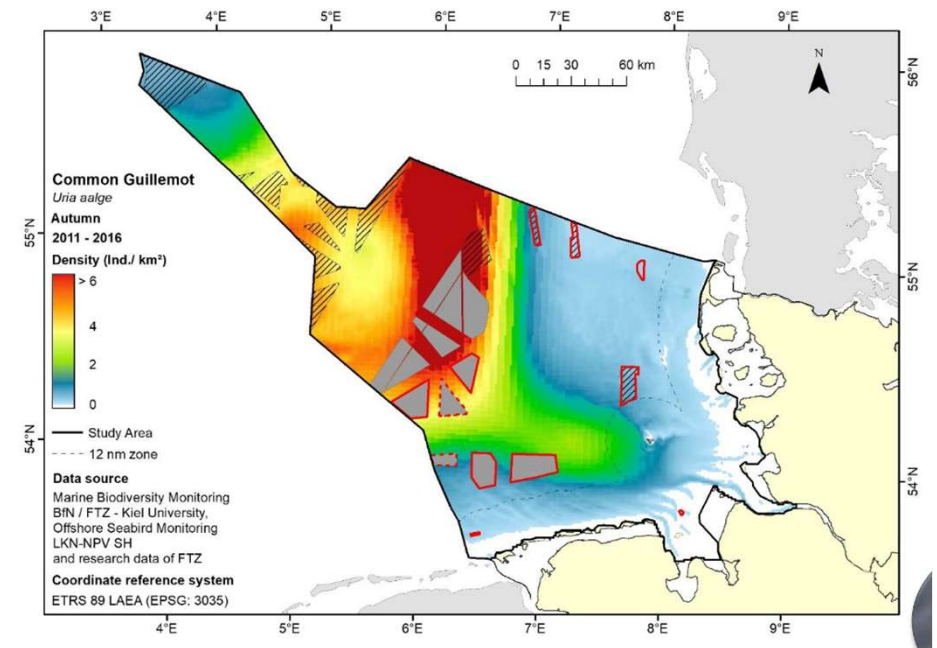 3°E 4°E 5°E 6°E 7°E 8°E 9°E
N
0 15 30 60 km
56°N
Common Guillemot
Uria aalge
Autumn
2011 - 2016
55°N
55°N
Density (Ind./ km²)
> 6
4
2
0
Study Area
12 nm zone
54°N
54°N
Data source
Marine Biodiversity Monitoring
BfN / FTZ - Kiel University,
Offshore Seabird Monitoring
LKN-NPV SH
and research data of FTZ
Coordinate reference system
ETRS 89 LAEA (EPSG: 3035)
4°E 5°E 6°E 7°E 8°E 9°E